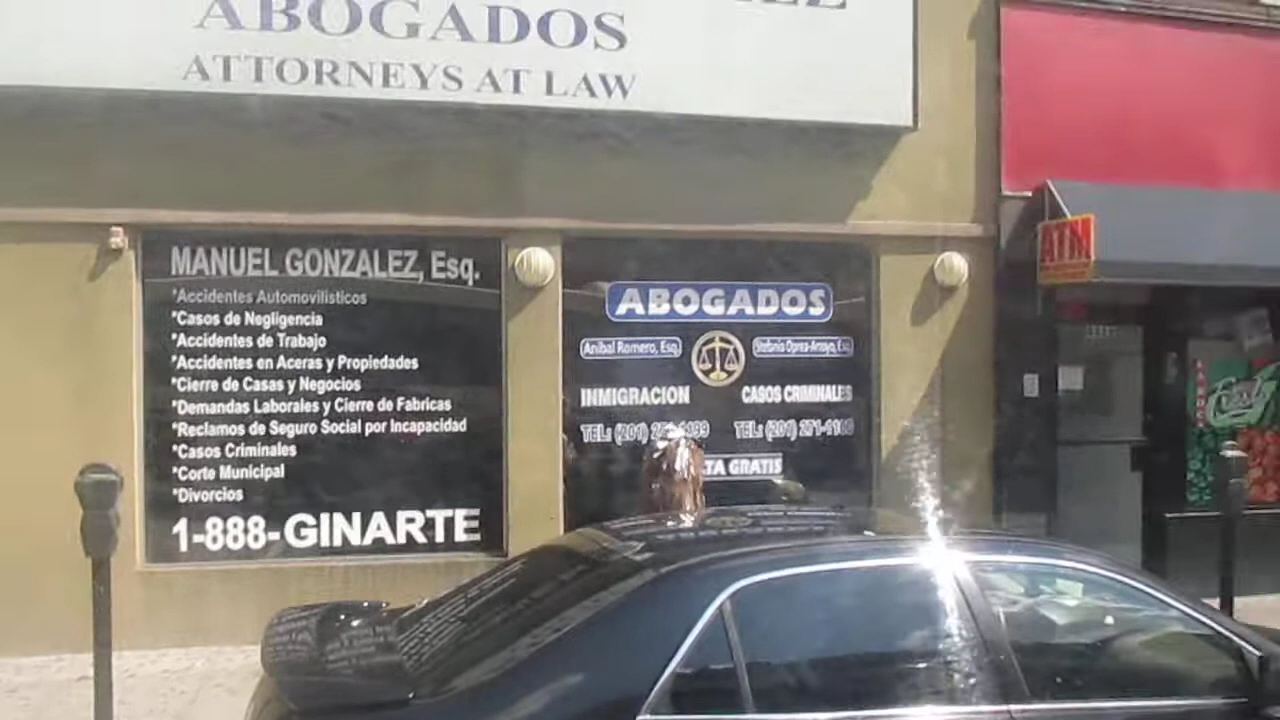 ABOGADOS
ATTORNEYS AT LAW
MANUEL GONZALEZ, Esq.
*Accidentes Automovilísticos
*Casos de Negligencia
*Accidentes de Trabajo
*Accidentes en Aceras y Propiedades
*Cierre de Casas y Negocios
*Demandas Laborales y Cierre de Fabricas
*Reclamos de Seguro Social por Incapacidad
*Casos Criminales
*Corte Municipal
*Divorcios
1-888-GINARTE
ABOGADOS
Anibal Romero, Esq.
INMIGRACION
CASOS CRIMINALES
TEL: (201)
TEL: (201) 271-
GRATIS
ATM